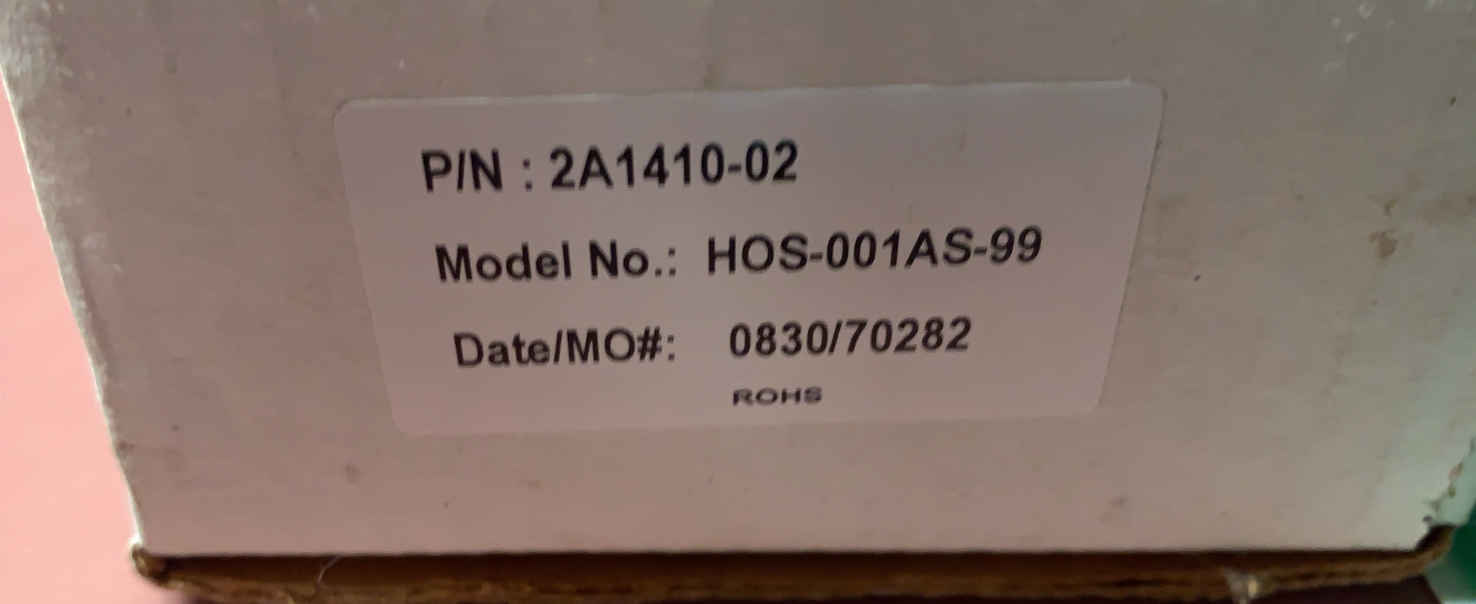 P/N : 2A1410-02
Model No.: HOS-001AS-99
Date/MO#: 0830/70282
ROHS